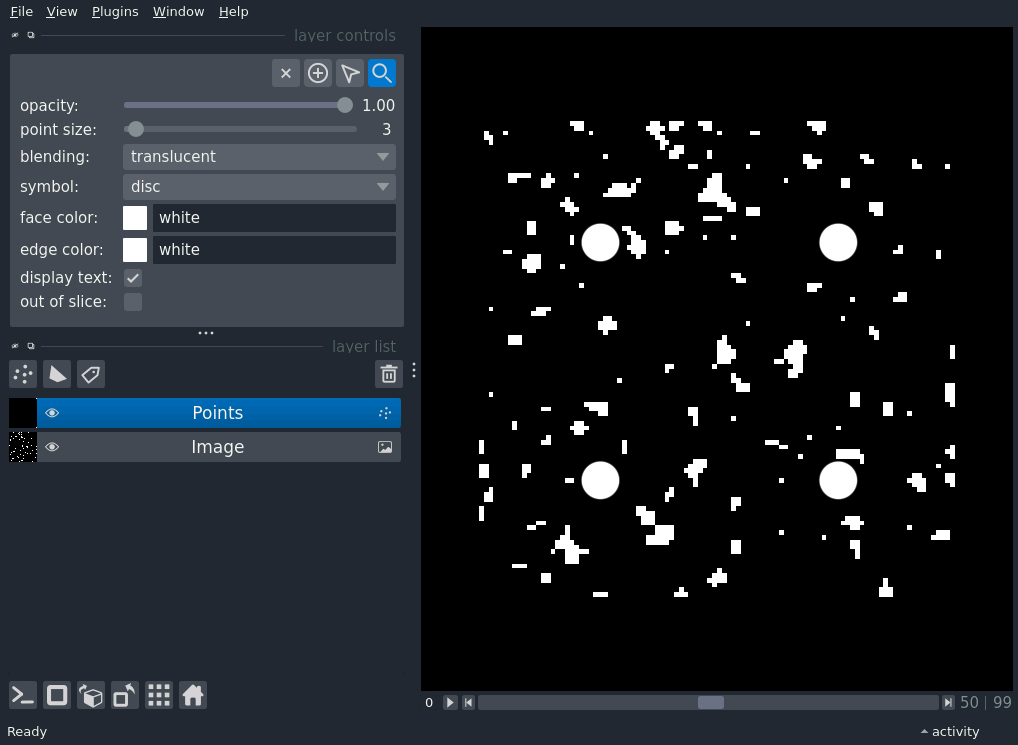 File View Plugins Window Help
layer controls
opacity: 1.00
point size: 3
blending: translucent
symbol: disc
face color: white
edge color: white
display text:
out of slice:
layer list
Points
Image
0 50 | 99
Ready activity